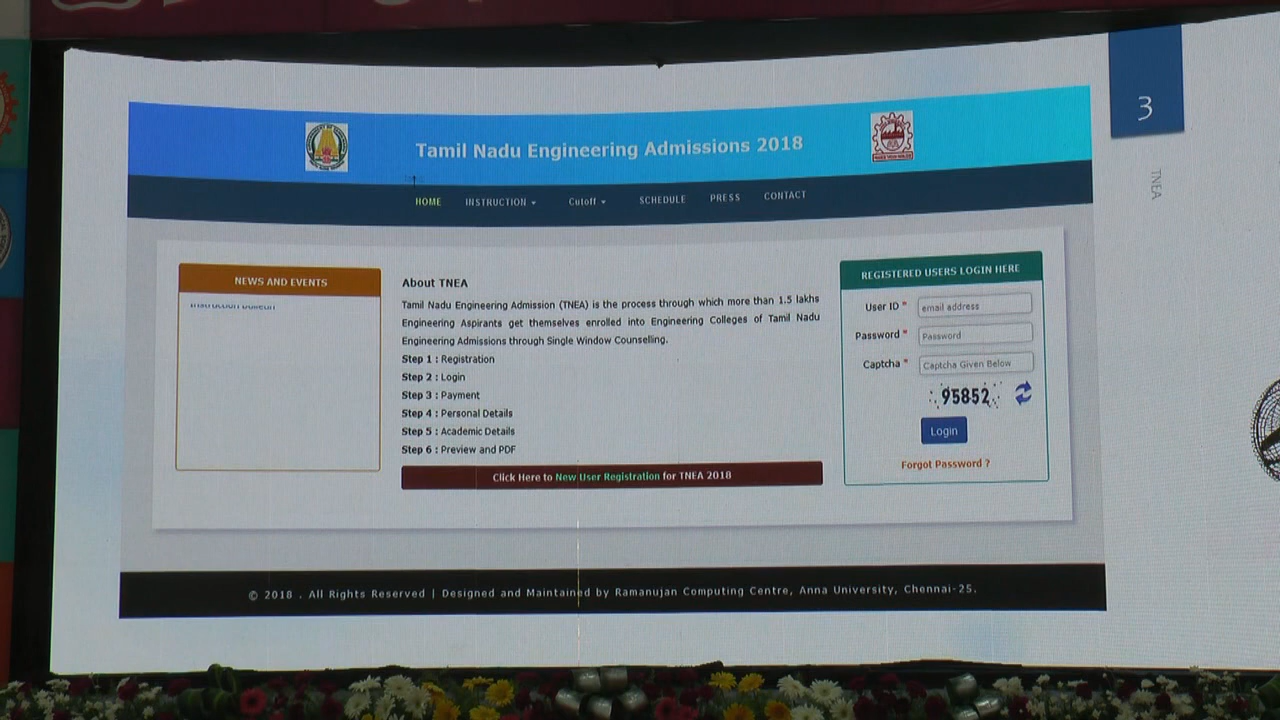 3
TNEA
Tamil Nadu Engineering Admissions 2018
HOME INSTRUCTION Cutoff SCHEDULE PRESS CONTACT
NEWS AND EVENTS
Instruction Bulletin
About TNEA
Tamil Nadu Engineering Admission (TNEA) is the process through which more than 1.5 lakhs
Engineering Aspirants get themselves enrolled into Engineering Colleges of Tamil Nadu
Engineering Admissions through Single Window Counselling.
Step 1 : Registration
Step 2 : Login
Step 3 : Payment
Step 4 : Personal Details
Step 5 : Academic Details
Step 6 : Preview and PDF
Click Here to New User Registration for TNEA 2018
REGISTERED USERS LOGIN HERE
User ID * email address
Password * Password
Captcha * Captcha Given Below
95852
Login
Forgot Password ?
© 2018 . All Rights Reserved | Designed and Maintained by Ramanujan Computing Centre, Anna University, Chennai-25.